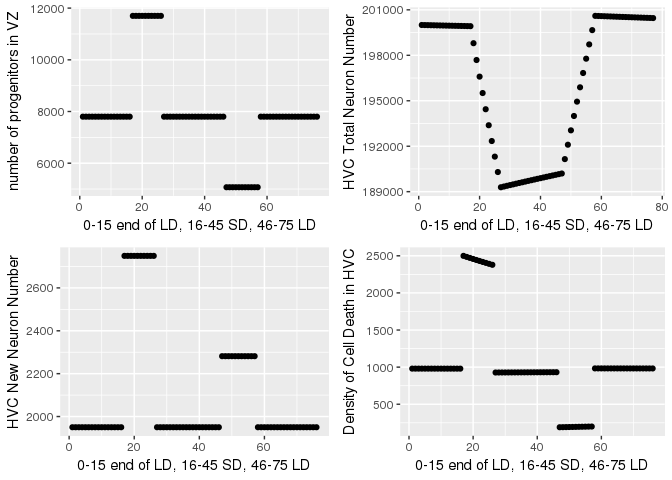 number of progenitors in VZ
12000
10000
8000
6000
0 20 40 60
0-15 end of LD, 16-45 SD, 46-75 LD
HVC Total Neuron Number
201000
198000
195000
192000
189000
0 20 40 60 80
0-15 end of LD, 16-45 SD, 46-75 LD
HVC New Neuron Number
2600
2400
2200
2000
0 20 40 60
0-15 end of LD, 16-45 SD, 46-75 LD
Density of Cell Death in HVC
2500
2000
1500
1000
500
0 20 40 60
0-15 end of LD, 16-45 SD, 46-75 LD